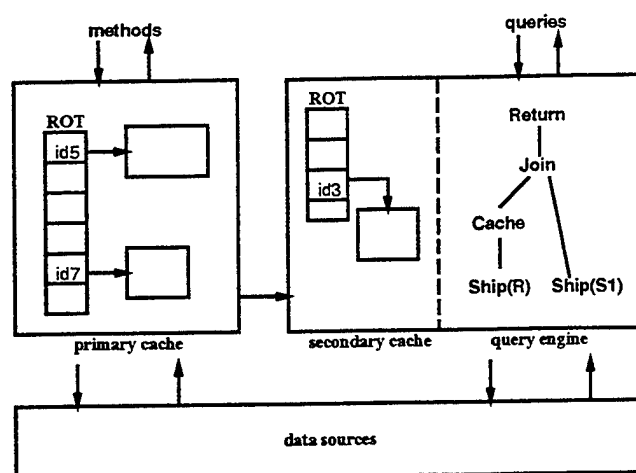 methods
queries
ROT
id5
id7
ROT
id3
Return
Join
Cache
Ship(R)
Ship(S1)
primary cache
secondary cache
query engine
data sources